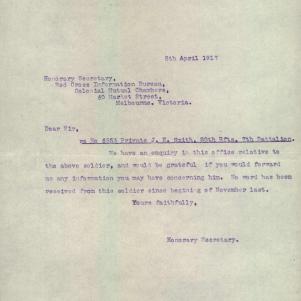 5th April 1917
Honorary Secretary,
Red Cross Information Bureau,
Colonial Mutual Chambers,
60 Market Street,
Melbourne, Victoria.
Dear Sir,
re No 6553 Private J. E. Smith, 20th Rfts, 7th Battalion.
We have an enquiry in this office relative to
the above soldier, and would be grateful if you would forward
me any information you may have concerning him. No word has been
received from this soldier since beginning of November last.
Yours faithfully,
Honorary Secretary.